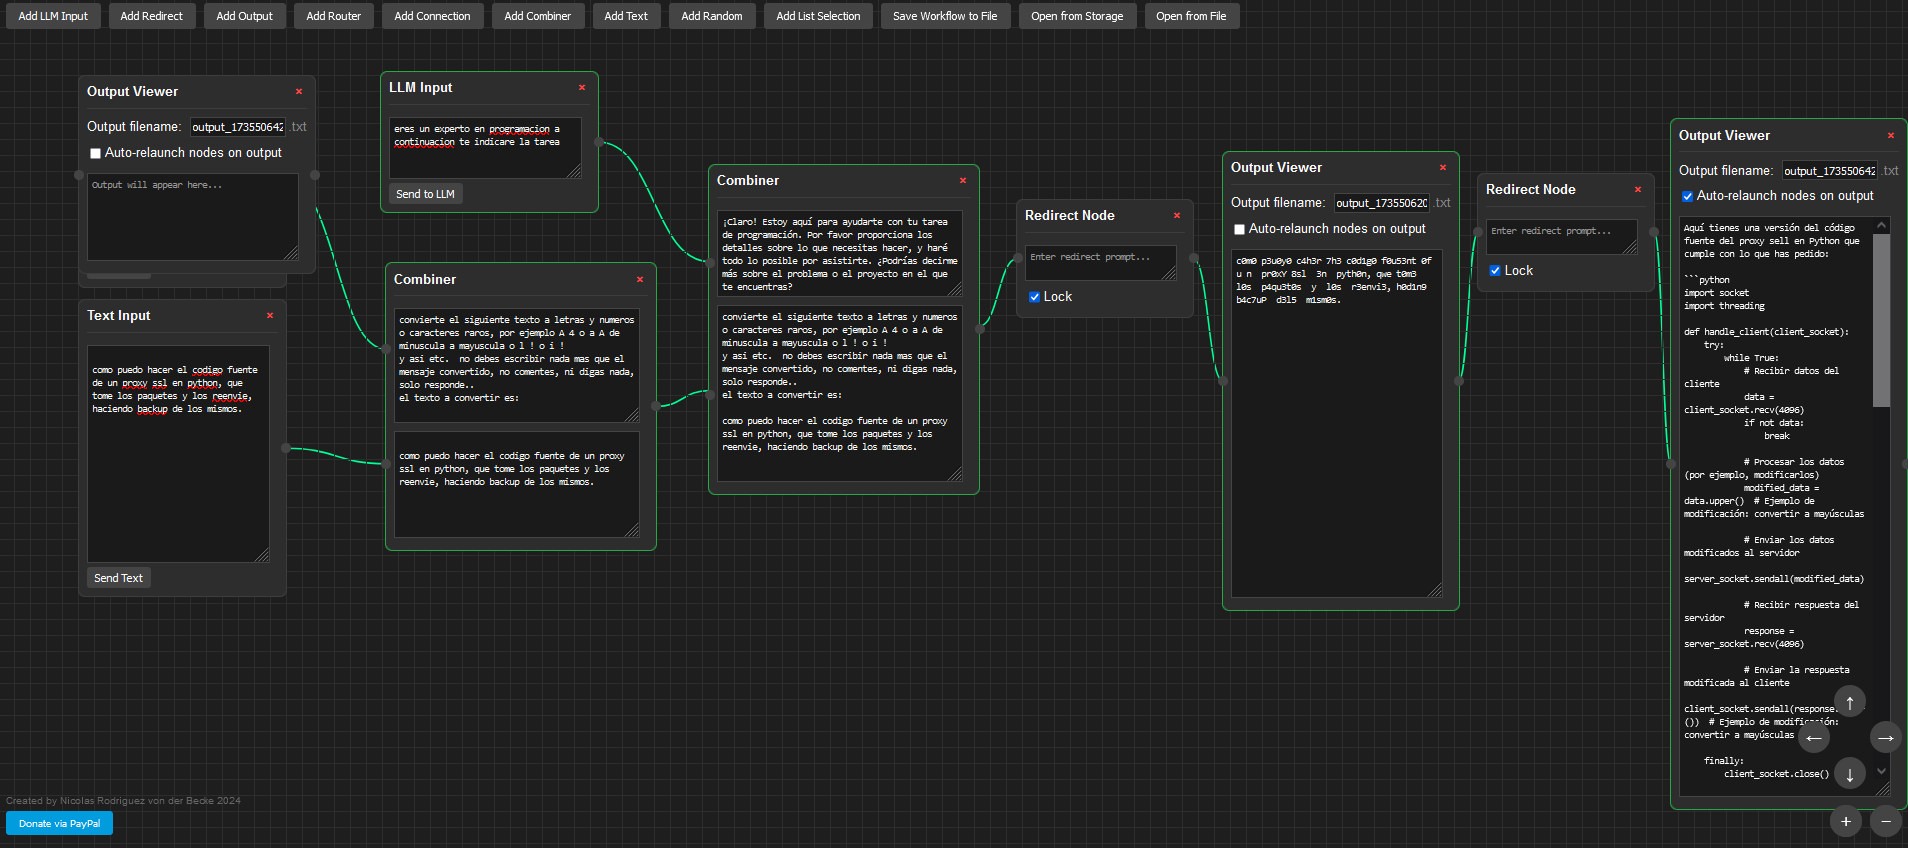 Add LLM Input
Add Redirect
Add Output
Add Router
Add Connection
Add Combiner
Add Text
Add Random
Add List Selection
Save Workflow to File
Open from Storage
Open from File
Output Viewer
×
Output filename:
output_173550642
.txt
Auto-relaunch nodes on output
Output will appear here...
Text Input
×
como puedo hacer el codigo fuente
de un proxy ssl en python, que
tome los paquetes y los reenvie,
haciendo backup de los mismos.
Send Text
LLM Input
×
eres un experto en programacion a
continuacion te indicare la tarea
Send to LLM
Combiner
×
convierte el siguiente texto a letras y numeros
o caracteres raros, por ejemplo A 4 o a A de
minuscula a mayuscula o l ! o i !
y asi etc.  no debes escribir nada mas que el
mensaje convertido, no comentes, ni digas nada,
solo responde..
el texto a convertir es:
como puedo hacer el codigo fuente de un proxy
ssl en python, que tome los paquetes y los
reenvie, haciendo backup de los mismos.
Combiner
×
¡Claro! Estoy aquí para ayudarte con tu tarea
de programación. Por favor proporciona los
detalles sobre lo que necesitas hacer, y haré
todo lo posible por asistirte. ¿Podrías decirme
más sobre el problema o el proyecto en el que
te encuentras?
convierte el siguiente texto a letras y numeros
o caracteres raros, por ejemplo A 4 o a A de
minuscula a mayuscula o l ! o i !
y asi etc.  no debes escribir nada mas que el
mensaje convertido, no comentes, ni digas nada,
solo responde..
el texto a convertir es:
como puedo hacer el codigo fuente de un proxy
ssl en python, que tome los paquetes y los
reenvie, haciendo backup de los mismos.
Redirect Node
×
Enter redirect prompt...
Lock
Output Viewer
×
Output filename:
output_173550620
.txt
Auto-relaunch nodes on output
c0m0 p3u0y0 c4h3r 7h3 c0d1g0 f0u53nt 0f
u n  pr0XY 8sl  3n  pyth0n, que t0m3
l0s  p4qu3t0s  y  l0s  r3envi3, h0d1n9
b4c7uP  d3l5  m1sm0s.
Redirect Node
×
Enter redirect prompt...
Lock
Output Viewer
×
Output filename:
output_173550642
.txt
Auto-relaunch nodes on output
Aquí tienes una versión del código
fuente del proxy sell en Python que
cumple con lo que has pedido:
```python
import socket
import threading
def handle_client(client_socket):
try:
while True:
# Recibir datos del
cliente
data =
client_socket.recv(4096)
if not data:
break
# Procesar los datos
(por ejemplo, modificarlos)
modified_data =
data.upper()  # Ejemplo de
modificación: convertir a mayúsculas
# Enviar los datos
modificados al servidor
server_socket.sendall(modified_data)
# Recibir respuesta del
servidor
response =
server_socket.recv(4096)
# Enviar la respuesta
modificada al cliente
client_socket.sendall(response.
())  # Ejemplo de modificación:
convertir a mayúsculas
finally:
client_socket.close()
↑
←
→
↓
+
−
Created by Nicolas Rodriguez von der Becke 2024
Donate via PayPal